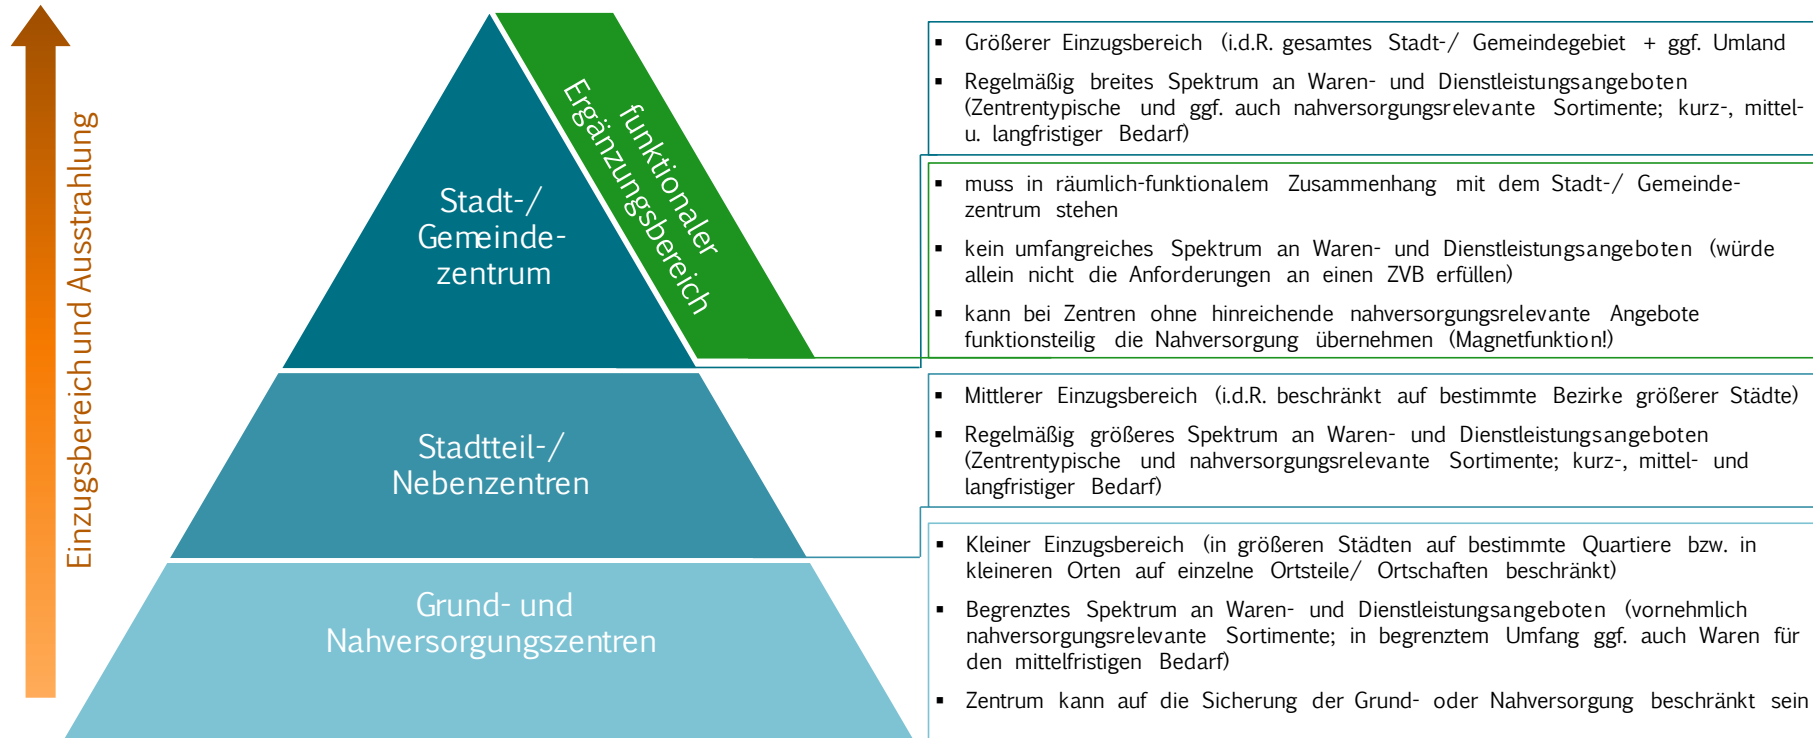 Einzugsbereich und Ausstrahlung
Stadt-/
Gemeinde-
zentrum
funktionaler
Ergänzungsbereich
Stadtteil-/
Nebenzentren
Grund- und
Nahversorgungszentren
▪ Größerer Einzugsbereich (i.d.R. gesamtes Stadt-/ Gemeindegebiet + ggf. Umland
▪ Regelmäßig breites Spektrum an Waren- und Dienstleistungsangeboten
(Zentrentypische und ggf. auch nahversorgungsrelevante Sortimente; kurz-, mittel-
u. langfristiger Bedarf)
▪ muss in räumlich-funktionalem Zusammenhang mit dem Stadt-/ Gemeinde-
zentrum stehen
▪ kein umfangreiches Spektrum an Waren- und Dienstleistungsangeboten (würde
allein nicht die Anforderungen an einen ZVB erfüllen)
▪ kann bei Zentren ohne hinreichende nahversorgungsrelevante Angebote
funktionsteilig die Nahversorgung übernehmen (Magnetfunktion!)
▪ Mittlerer Einzugsbereich (i.d.R. beschränkt auf bestimmte Bezirke größerer Städte)
▪ Regelmäßig größeres Spektrum an Waren- und Dienstleistungsangeboten
(Zentrentypische und nahversorgungsrelevante Sortimente; kurz-, mittel- und
langfristiger Bedarf)
▪ Kleiner Einzugsbereich (in größeren Städten auf bestimmte Quartiere bzw. in
kleineren Orten auf einzelne Ortsteile/ Ortschaften beschränkt)
▪ Begrenztes Spektrum an Waren- und Dienstleistungsangeboten (vornehmlich
nahversorgungsrelevante Sortimente; in begrenztem Umfang ggf. auch Waren für
den mittelfristigen Bedarf)
▪ Zentrum kann auf die Sicherung der Grund- oder Nahversorgung beschränkt sein